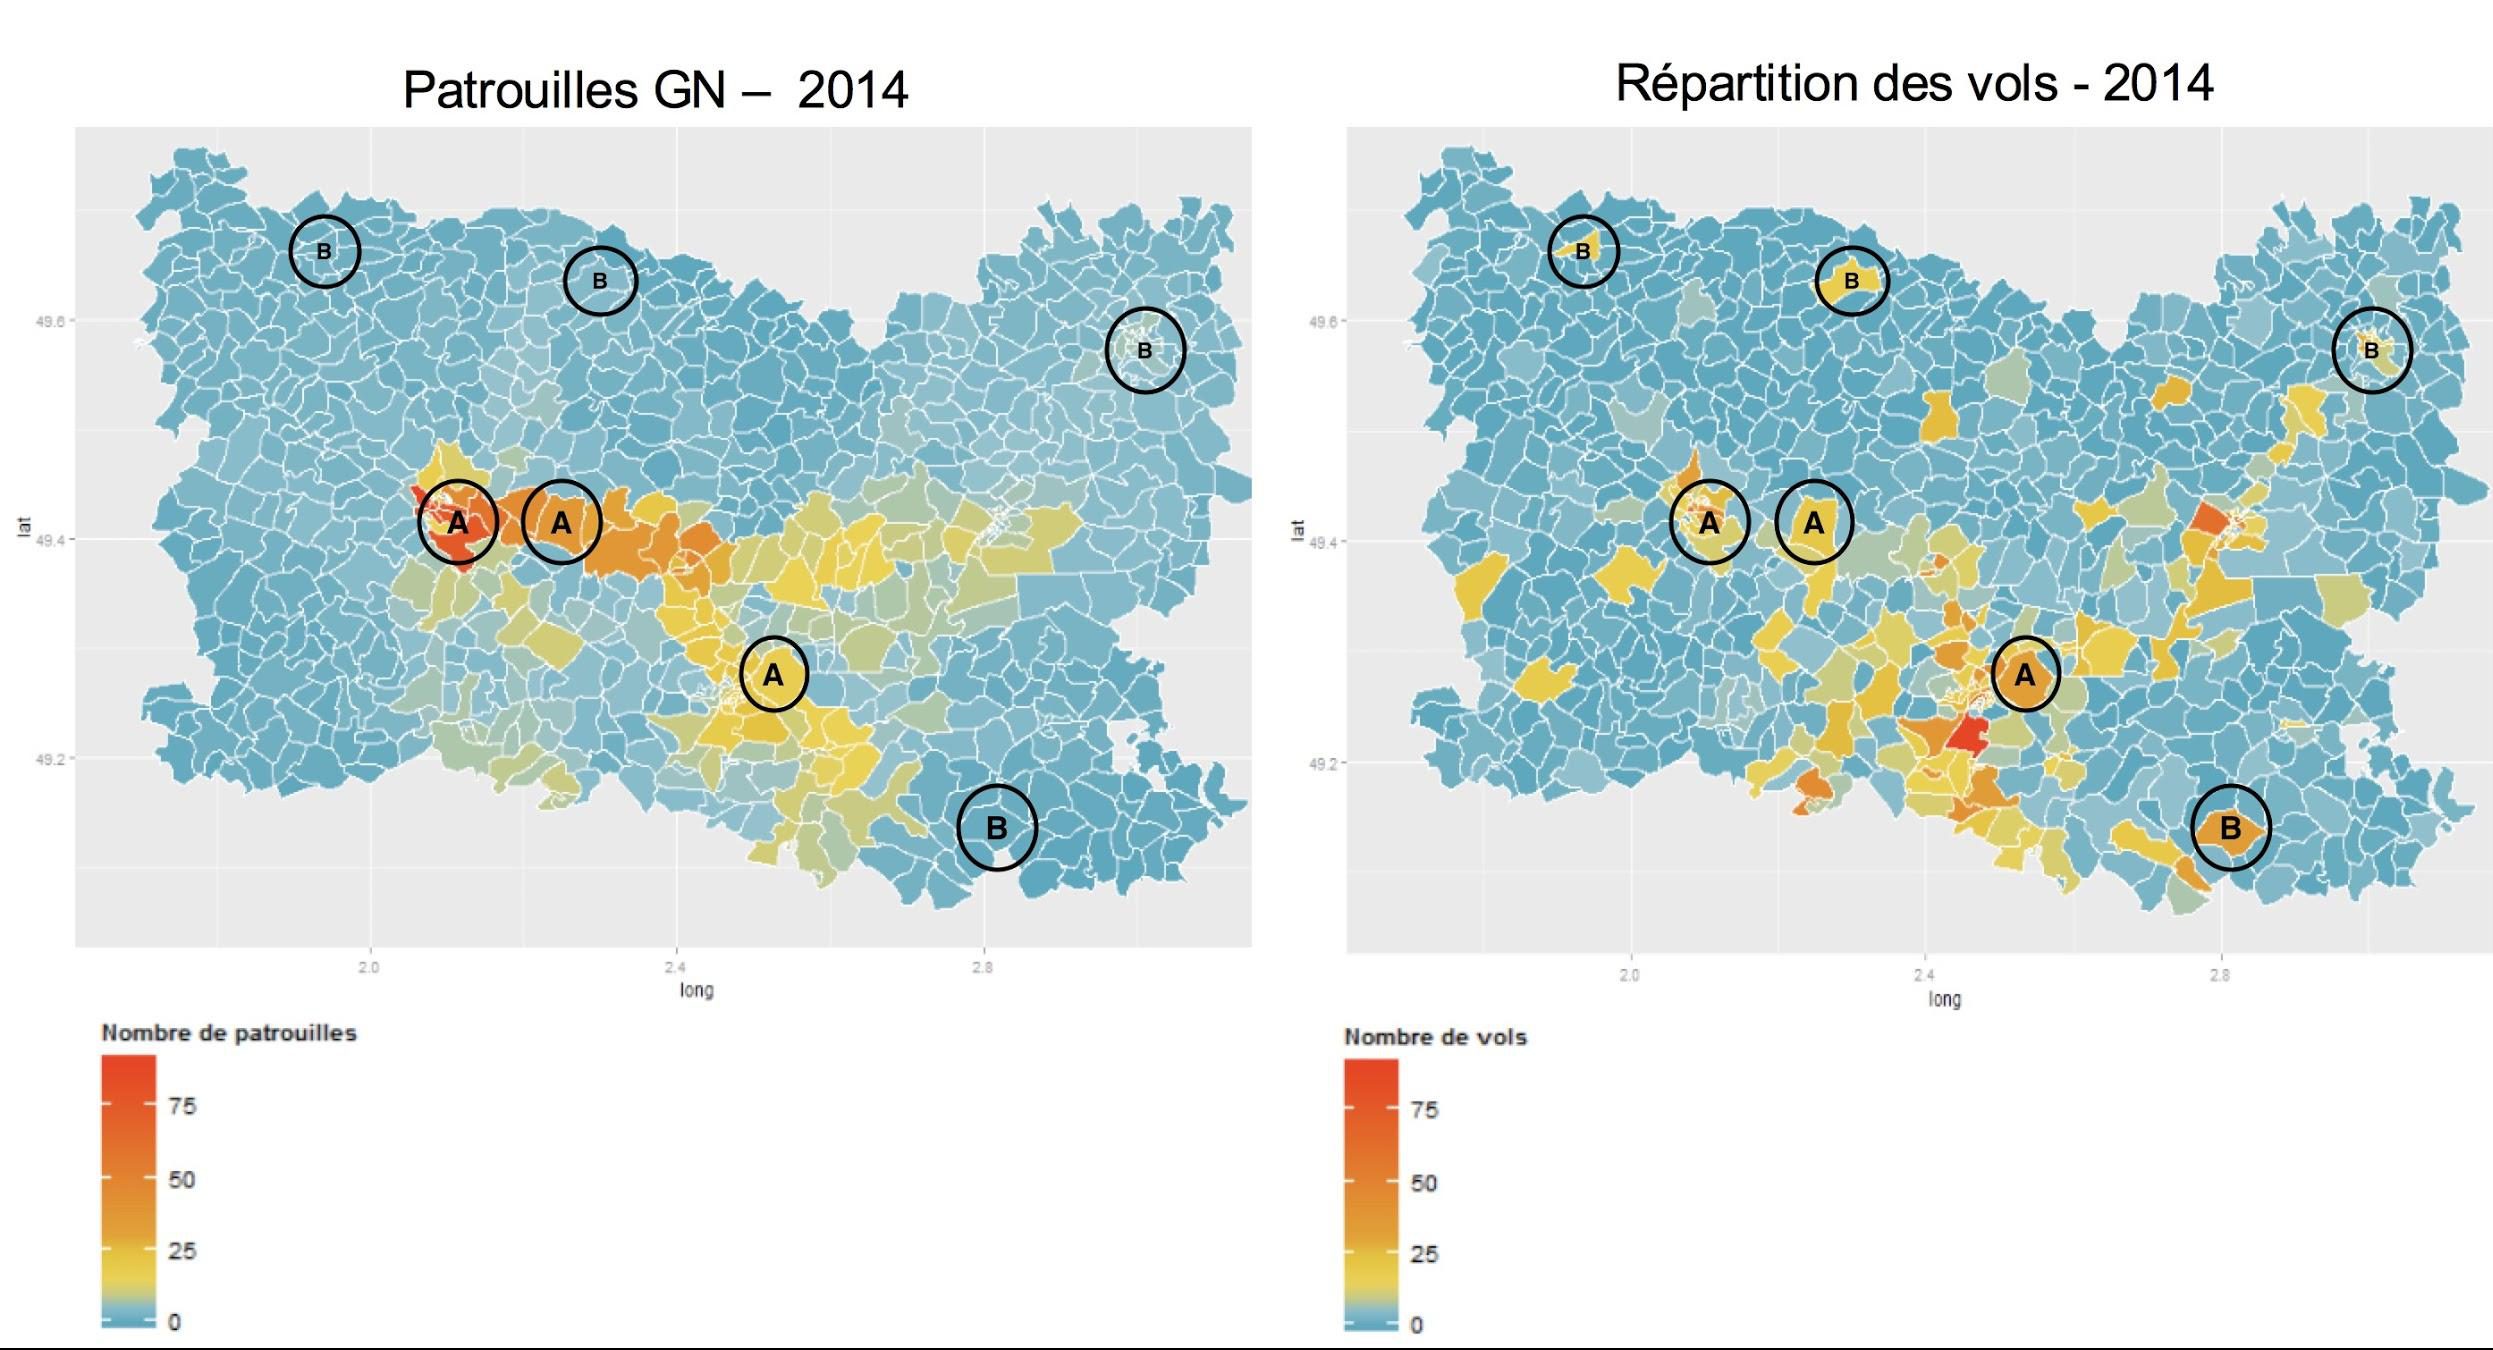 Patrouilles GN – 2014
B
B
B
A
A
A
B
49.6
49.4
49.2
lat
2.0
2.4
2.8
long
Nombre de patrouilles
75
50
25
0
Répartition des vols - 2014
B
B
B
A
A
A
B
49.6
49.4
49.2
lat
2.0
2.4
2.8
long
Nombre de vols
75
50
25
0